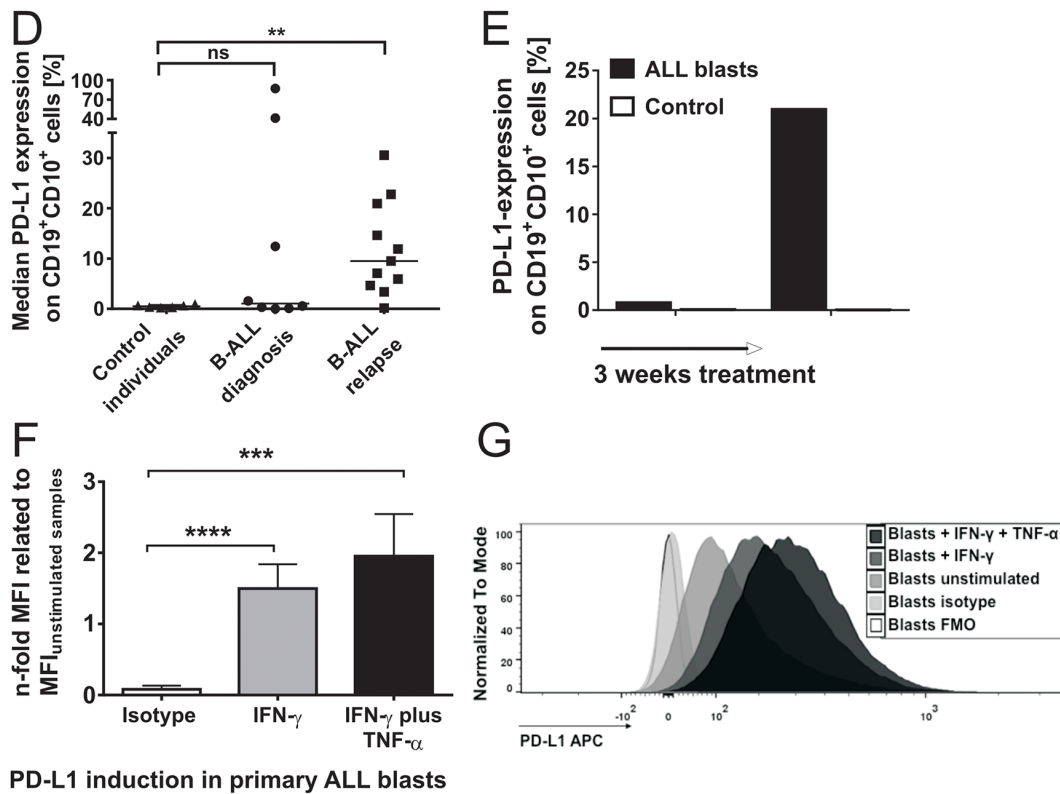 D
Median PD-L1 expression
on CD19+CD10+ cells [%]
**
ns
100
70
40
30
20
10
0
Control
individuals
B-ALL
diagnosis
B-ALL
relapse
E
PD-L1-expression
on CD19+CD10+ cells [%]
25
20
15
10
5
0
ALL blasts
Control
3 weeks treatment
F
n-fold MFI related to
MFIunstimulated samples
***
****
3
2
1
0
Isotype
IFN-γ
IFN-γ plus
TNF-α
PD-L1 induction in primary ALL blasts
G
Normalized To Mode
100
80
60
40
20
0
-10²
0
10²
10³
PD-L1 APC
Blasts + IFN-γ + TNF-α
Blasts + IFN-γ
Blasts unstimulated
Blasts isotype
Blasts FMO